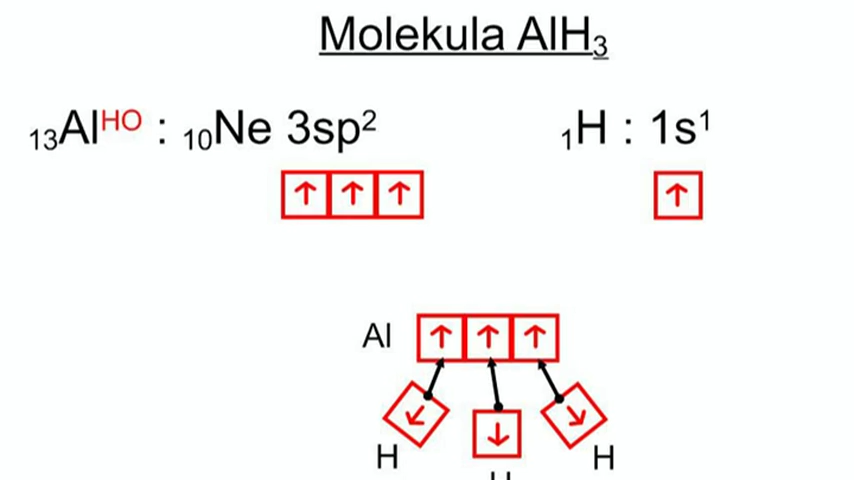 Molekula AlH₃
₁₃Alᴴᴼ : ₁₀Ne 3sp² ₁H : 1s¹
↑ ↑ ↑ ↑
Al ↑ ↑ ↑
↙ ↓ ↘
H H